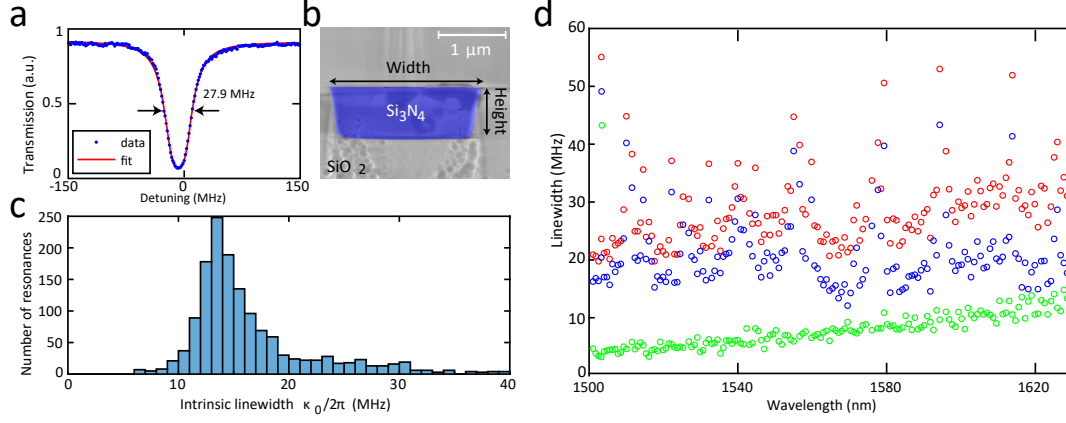 a
Transmission (a.u.)
1
0.5
0
27.9 MHz
data
fit
-150
0
150
Detuning (MHz)
b
1 μm
Width
Height
Si3N4
SiO 2
c
Number of resonances
250
200
150
100
50
0
0
10
20
30
40
Intrinsic linewidth κ 0/2π (MHz)
d
Linewidth (MHz)
60
50
40
30
20
10
0
1500
1540
1580
1620
Wavelength (nm)